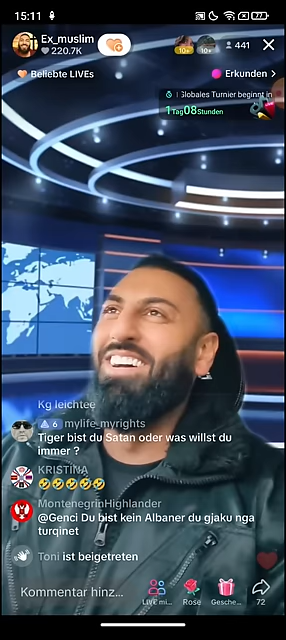 15:11
77
Ex_muslim
220.7K
10+
10+
441
Beliebte LIVEs
Erkunden
Globales Turnier beginnt in
1Tag08Stunden
Kg leichtee
6 mylife_myrights
Tiger bist du Satan oder was willst du
immer ?
KRISTINA
🤣🤣🤣🤣🤣
MontenegrinHighlander
@Genci Du bist kein Albaner du gjaku nga
turqinet
Toni ist beigetreten
Kommentar hinz...
LIVE mi...
Rose
Gesche...
72